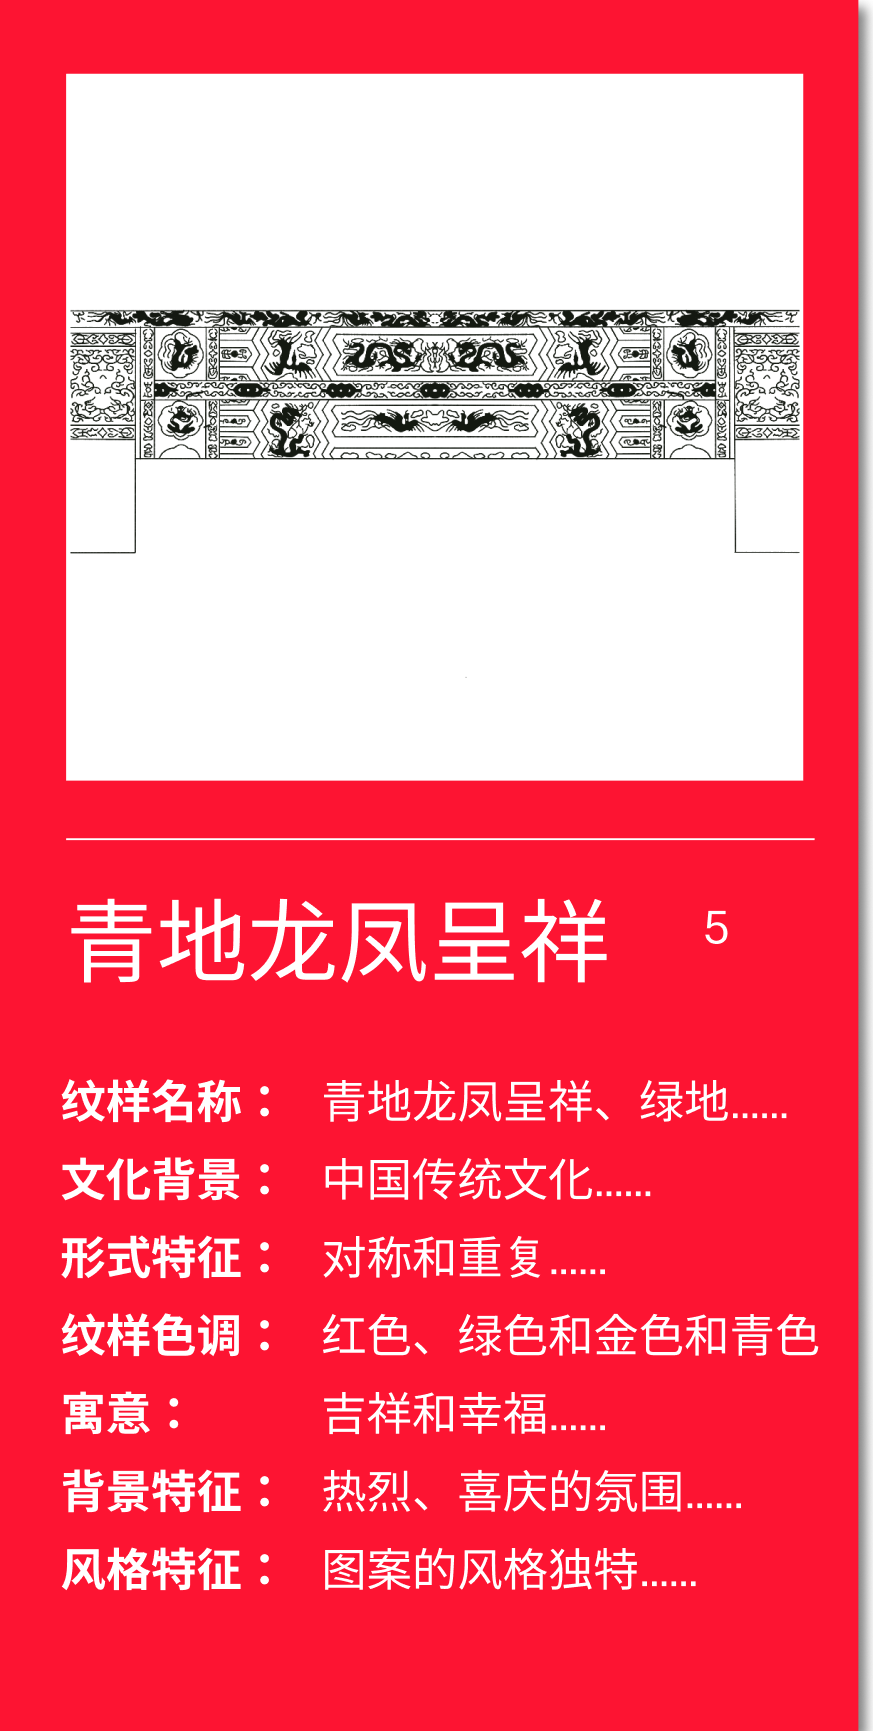 青地龙凤呈祥 5
纹样名称： 青地龙凤呈祥、绿地......
文化背景： 中国传统文化......
形式特征： 对称和重复......
纹样色调： 红色、绿色和金色和青色
寓意： 吉祥和幸福......
背景特征： 热烈、喜庆的氛围......
风格特征： 图案的风格独特......